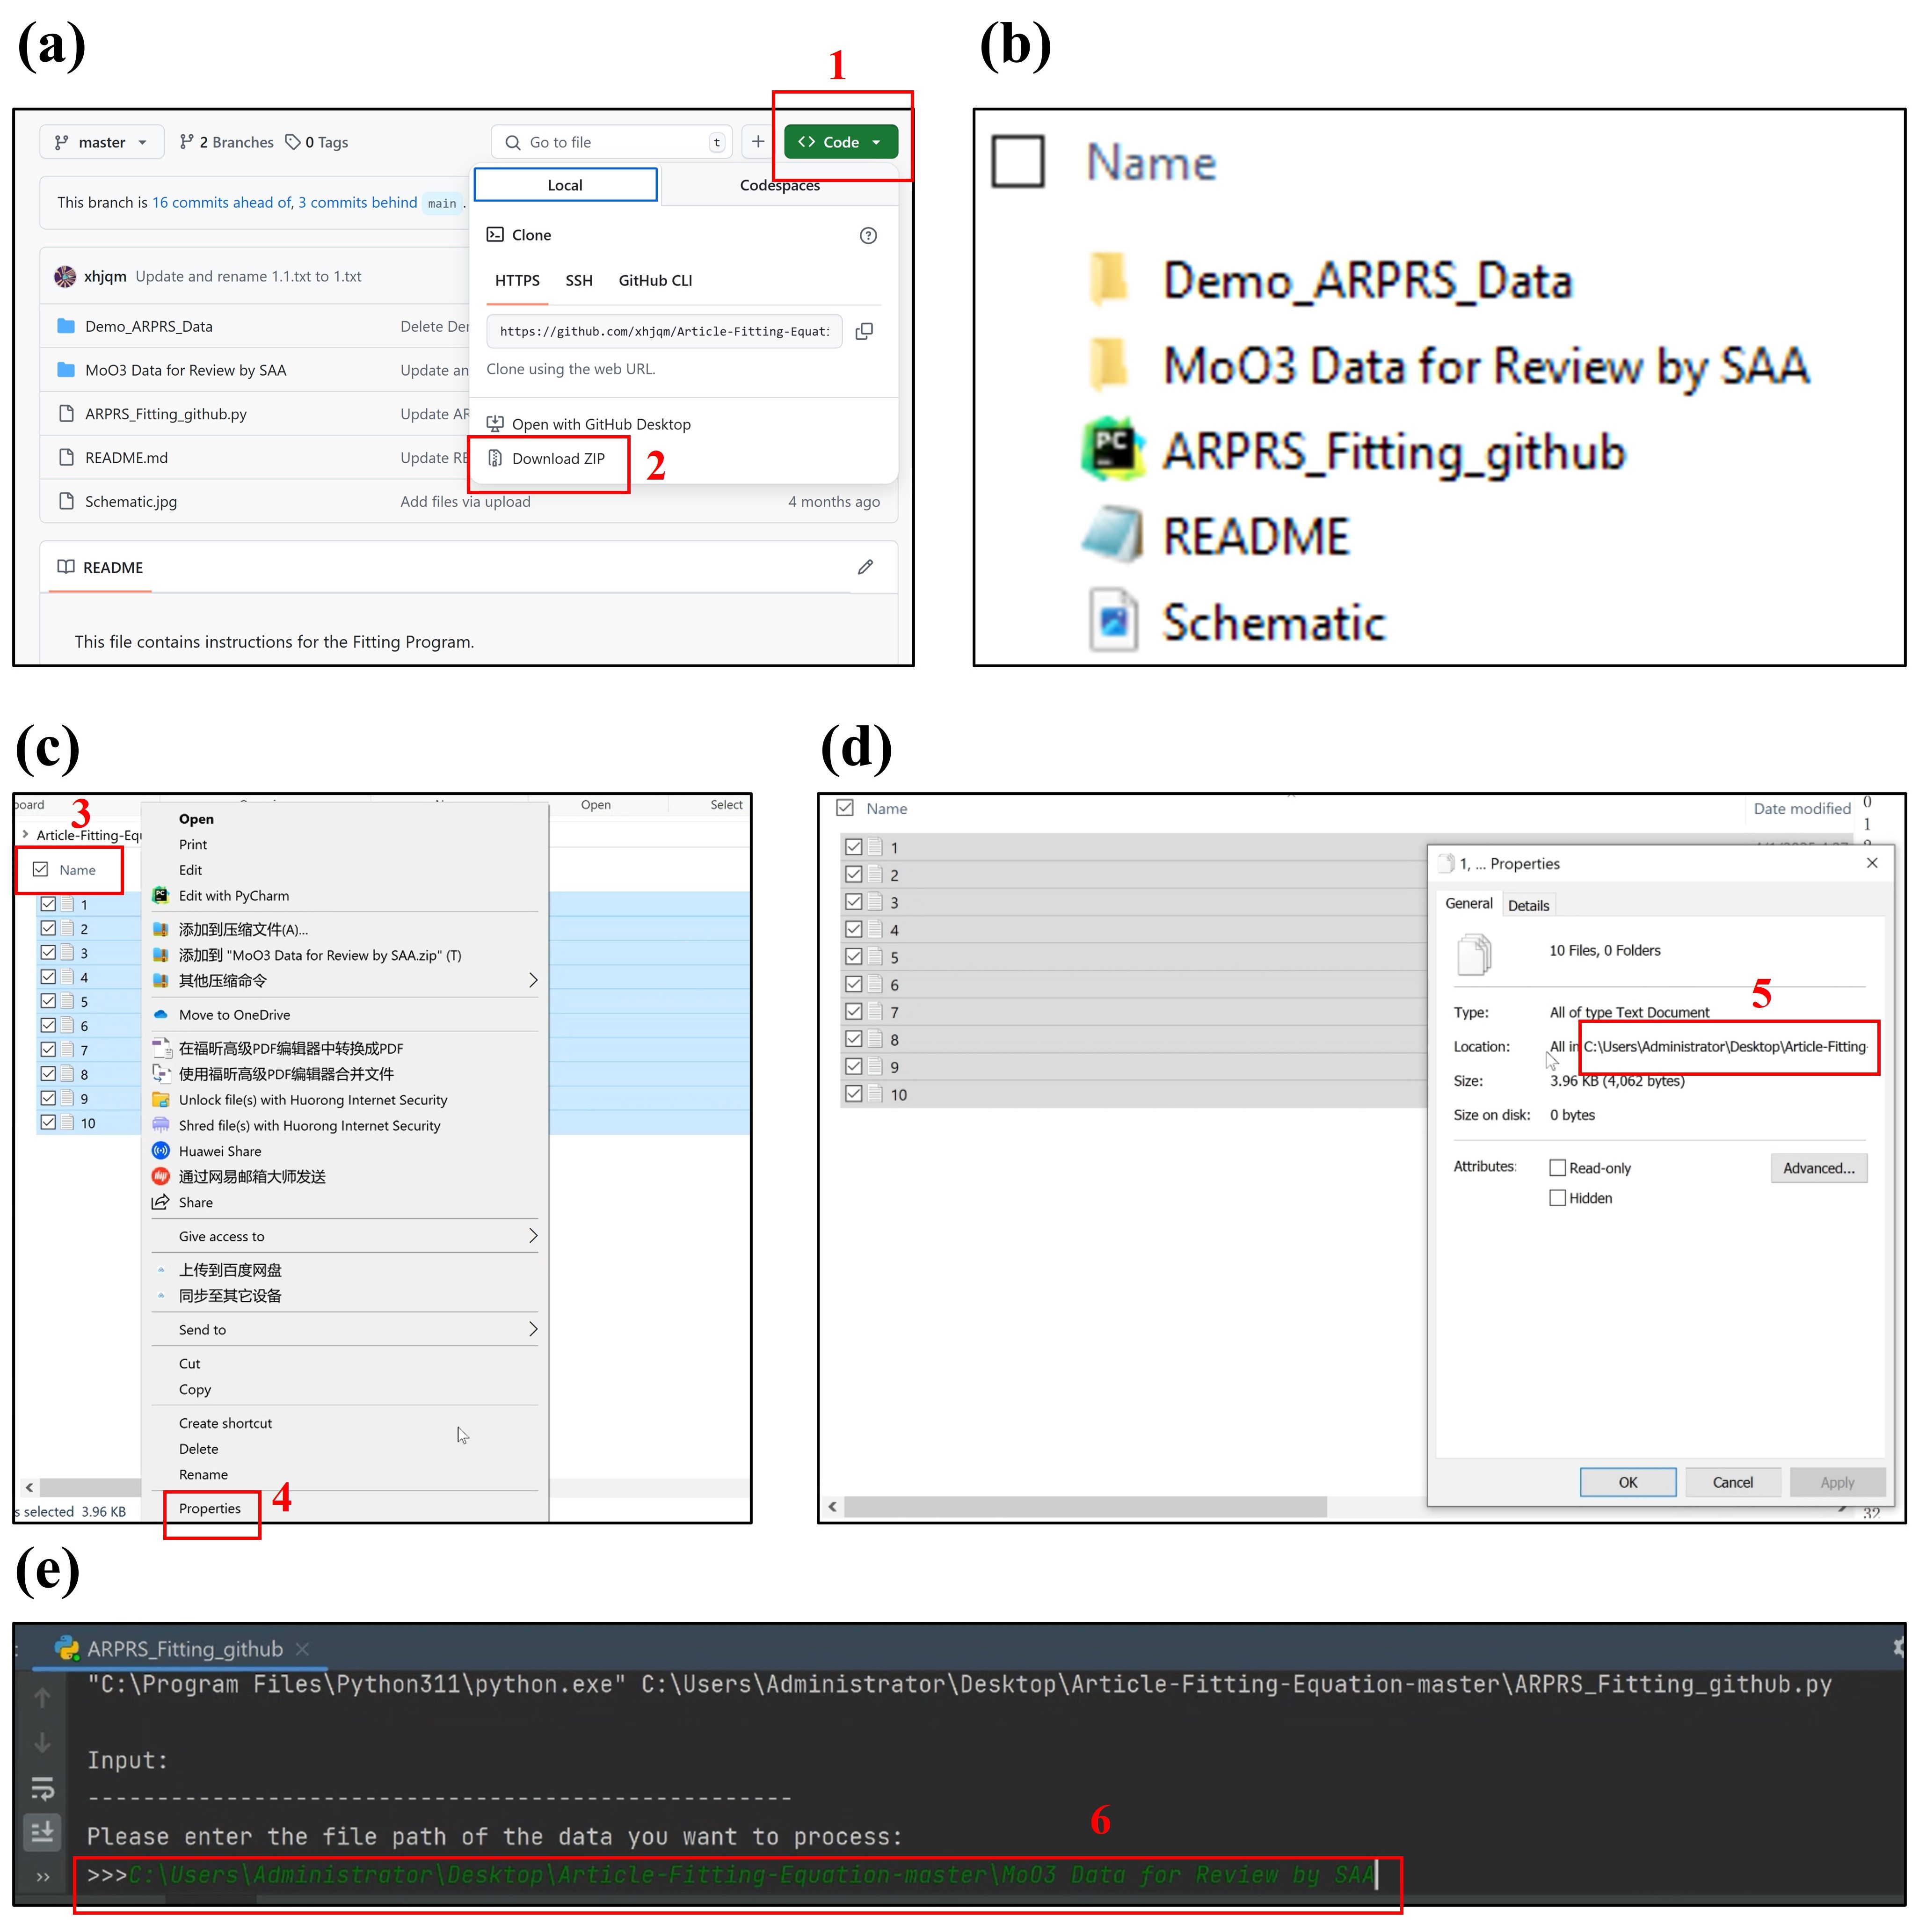 (a)
1
master
2 Branches
0 Tags
Go to file
t
Code
Local
Codespaces
This branch is 16 commits ahead of, 3 commits behind main .
Clone
xhjqm Update and rename 1.1.txt to 1.txt
HTTPS SSH GitHub CLI
Demo_ARPRS_Data Delete Der
https://github.com/xhjqm/Article-Fitting-Equat:
MoO3 Data for Review by SAA Update an
Clone using the web URL.
ARPRS_Fitting_github.py Update AR
Open with GitHub Desktop
README.md Update RE
Download ZIP
2
Schematic.jpg Add files via upload 4 months ago
README
This file contains instructions for the Fitting Program.
(b)
Name
Demo_ARPRS_Data
MoO3 Data for Review by SAA
ARPRS_Fitting_github
README
Schematic
(c)
board
Open
Select
3
Article-Fitting-Equ
Name
1
2
3
4
5
6
7
8
9
10
s selected 3.96 KB
Open
Print
Edit
Edit with PyCharm
添加到压缩文件(A)...
添加到 "MoO3 Data for Review by SAA.zip" (T)
其他压缩命令
Move to OneDrive
在福昕高级PDF编辑器中转换成PDF
使用福昕高级PDF编辑器合并文件
Unlock file(s) with Huorong Internet Security
Shred file(s) with Huorong Internet Security
Huawei Share
通过网易邮箱大师发送
Share
Give access to
上传到百度网盘
同步至其它设备
Send to
Cut
Copy
Create shortcut
Delete
Rename
Properties
4
(d)
Name
Date modified
0
1
1
2
3
4
5
6
7
8
9
10
1, ... Properties
General
Details
10 Files, 0 Folders
5
Type: All of type Text Document
Location: All in C:\Users\Administrator\Desktop\Article-Fitting-
Size: 3.96 KB (4,062 bytes)
Size on disk: 0 bytes
Attributes: Read-only
Advanced...
Hidden
OK
Cancel
Apply
32
(e)
ARPRS_Fitting_github
"C:\Program Files\Python311\python.exe" C:\Users\Administrator\Desktop\Article-Fitting-Equation-master\ARPRS_Fitting_github.py
Input:
---------------------------------------------------
6
Please enter the file path of the data you want to process:
>>>C:\Users\Administrator\Desktop\Article-Fitting-Equation-master\MoO3 Data for Review by SAA